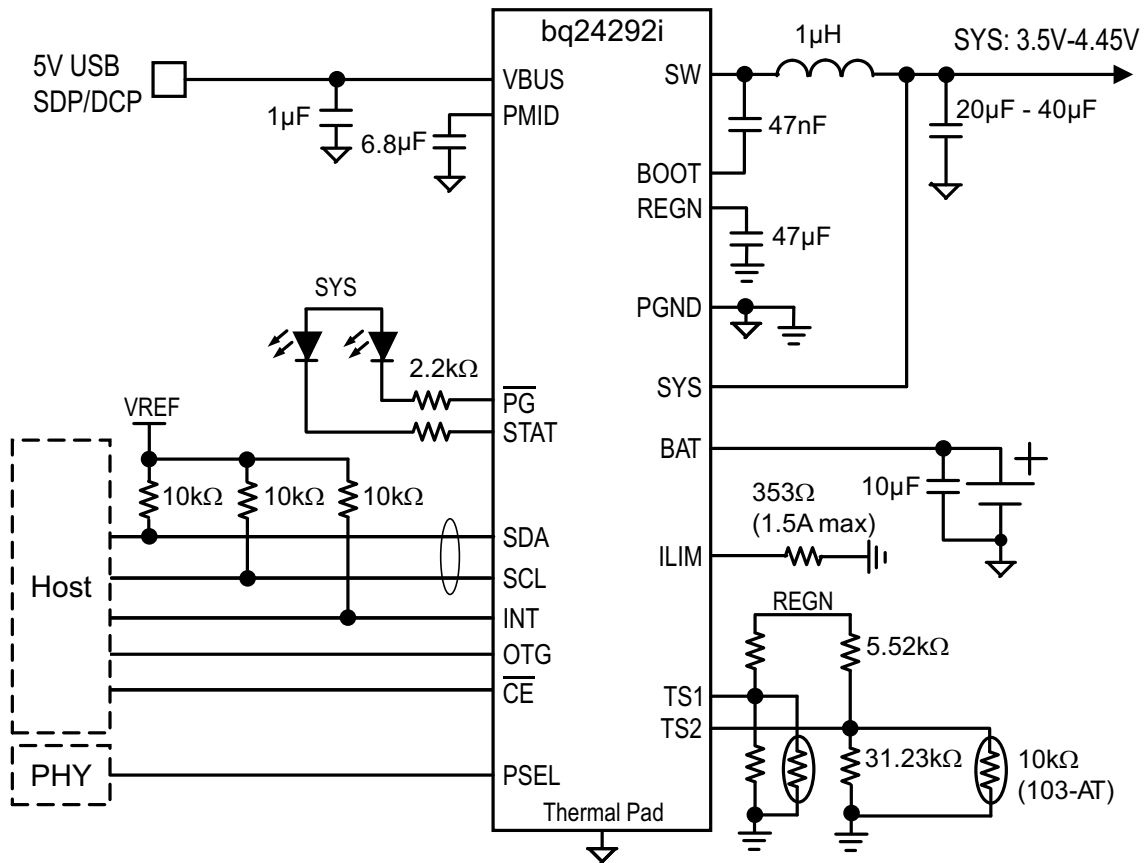 bq24292i
5V USB
SDP/DCP
VBUS
1µF
PMID
6.8µF
SW
1µH
SYS: 3.5V-4.45V
47nF
20µF - 40µF
BOOT
REGN
47µF
PGND
SYS
SYS
2.2kΩ
PG
STAT
BAT
10µF
VREF
10kΩ
10kΩ
10kΩ
353Ω
(1.5A max)
ILIM
Host
SDA
SCL
INT
OTG
CE
REGN
5.52kΩ
TS1
TS2
31.23kΩ
10kΩ
(103-AT)
PHY
PSEL
Thermal Pad